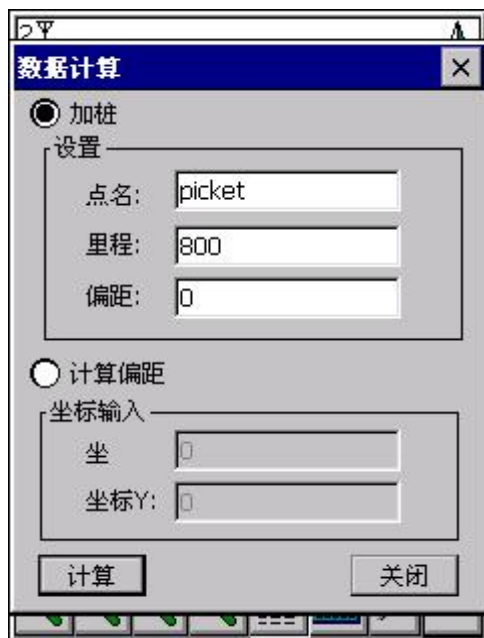 数据计算
加桩
设置
点名: picket
里程: 800
偏距: 0
计算偏距
坐标输入
坐 0
坐标Y: 0
计算 关闭